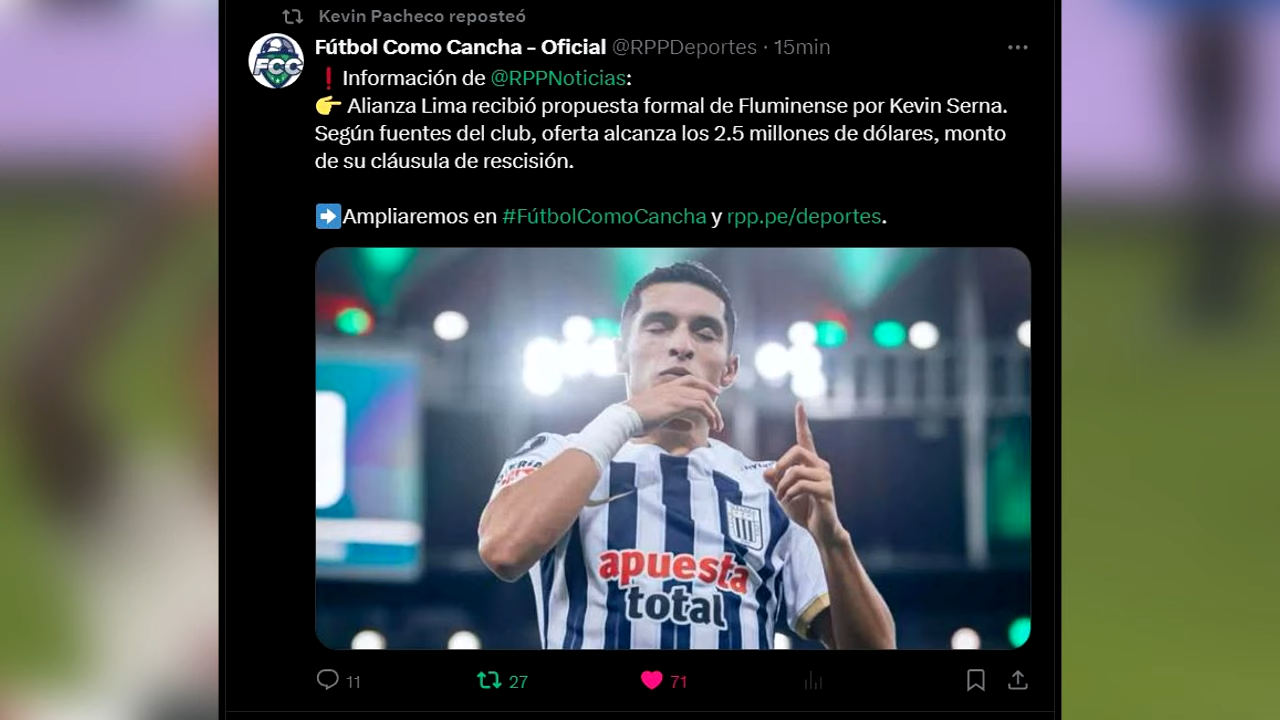 Kevin Pacheco reposteó
Fútbol Como Cancha - Oficial @RPPDeportes · 15min
FCC
❗Información de @RPPNoticias:
👉 Alianza Lima recibió propuesta formal de Fluminense por Kevin Serna.
Según fuentes del club, oferta alcanza los 2.5 millones de dólares, monto
de su cláusula de rescisión.
➡️Ampliaremos en #FútbolComoCancha y rpp.pe/deportes.
apuesta
total
11 27 71